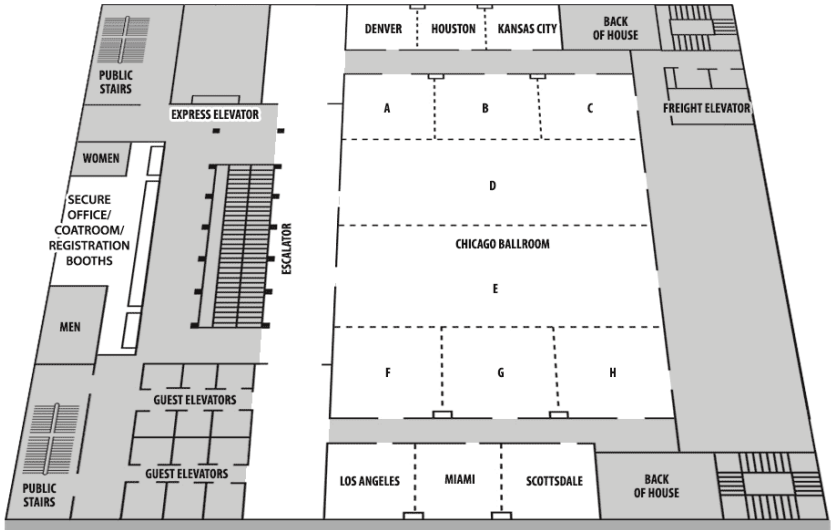 DENVER
HOUSTON
KANSAS CITY
BACK
OF HOUSE
PUBLIC
STAIRS
EXPRESS ELEVATOR
A
B
C
FREIGHT ELEVATOR
WOMEN
SECURE
OFFICE/
COATROOM/
REGISTRATION
BOOTHS
ESCALATOR
D
CHICAGO BALLROOM
E
MEN
F
G
H
GUEST ELEVATORS
GUEST ELEVATORS
PUBLIC
STAIRS
LOS ANGELES
MIAMI
SCOTTSDALE
BACK
OF HOUSE